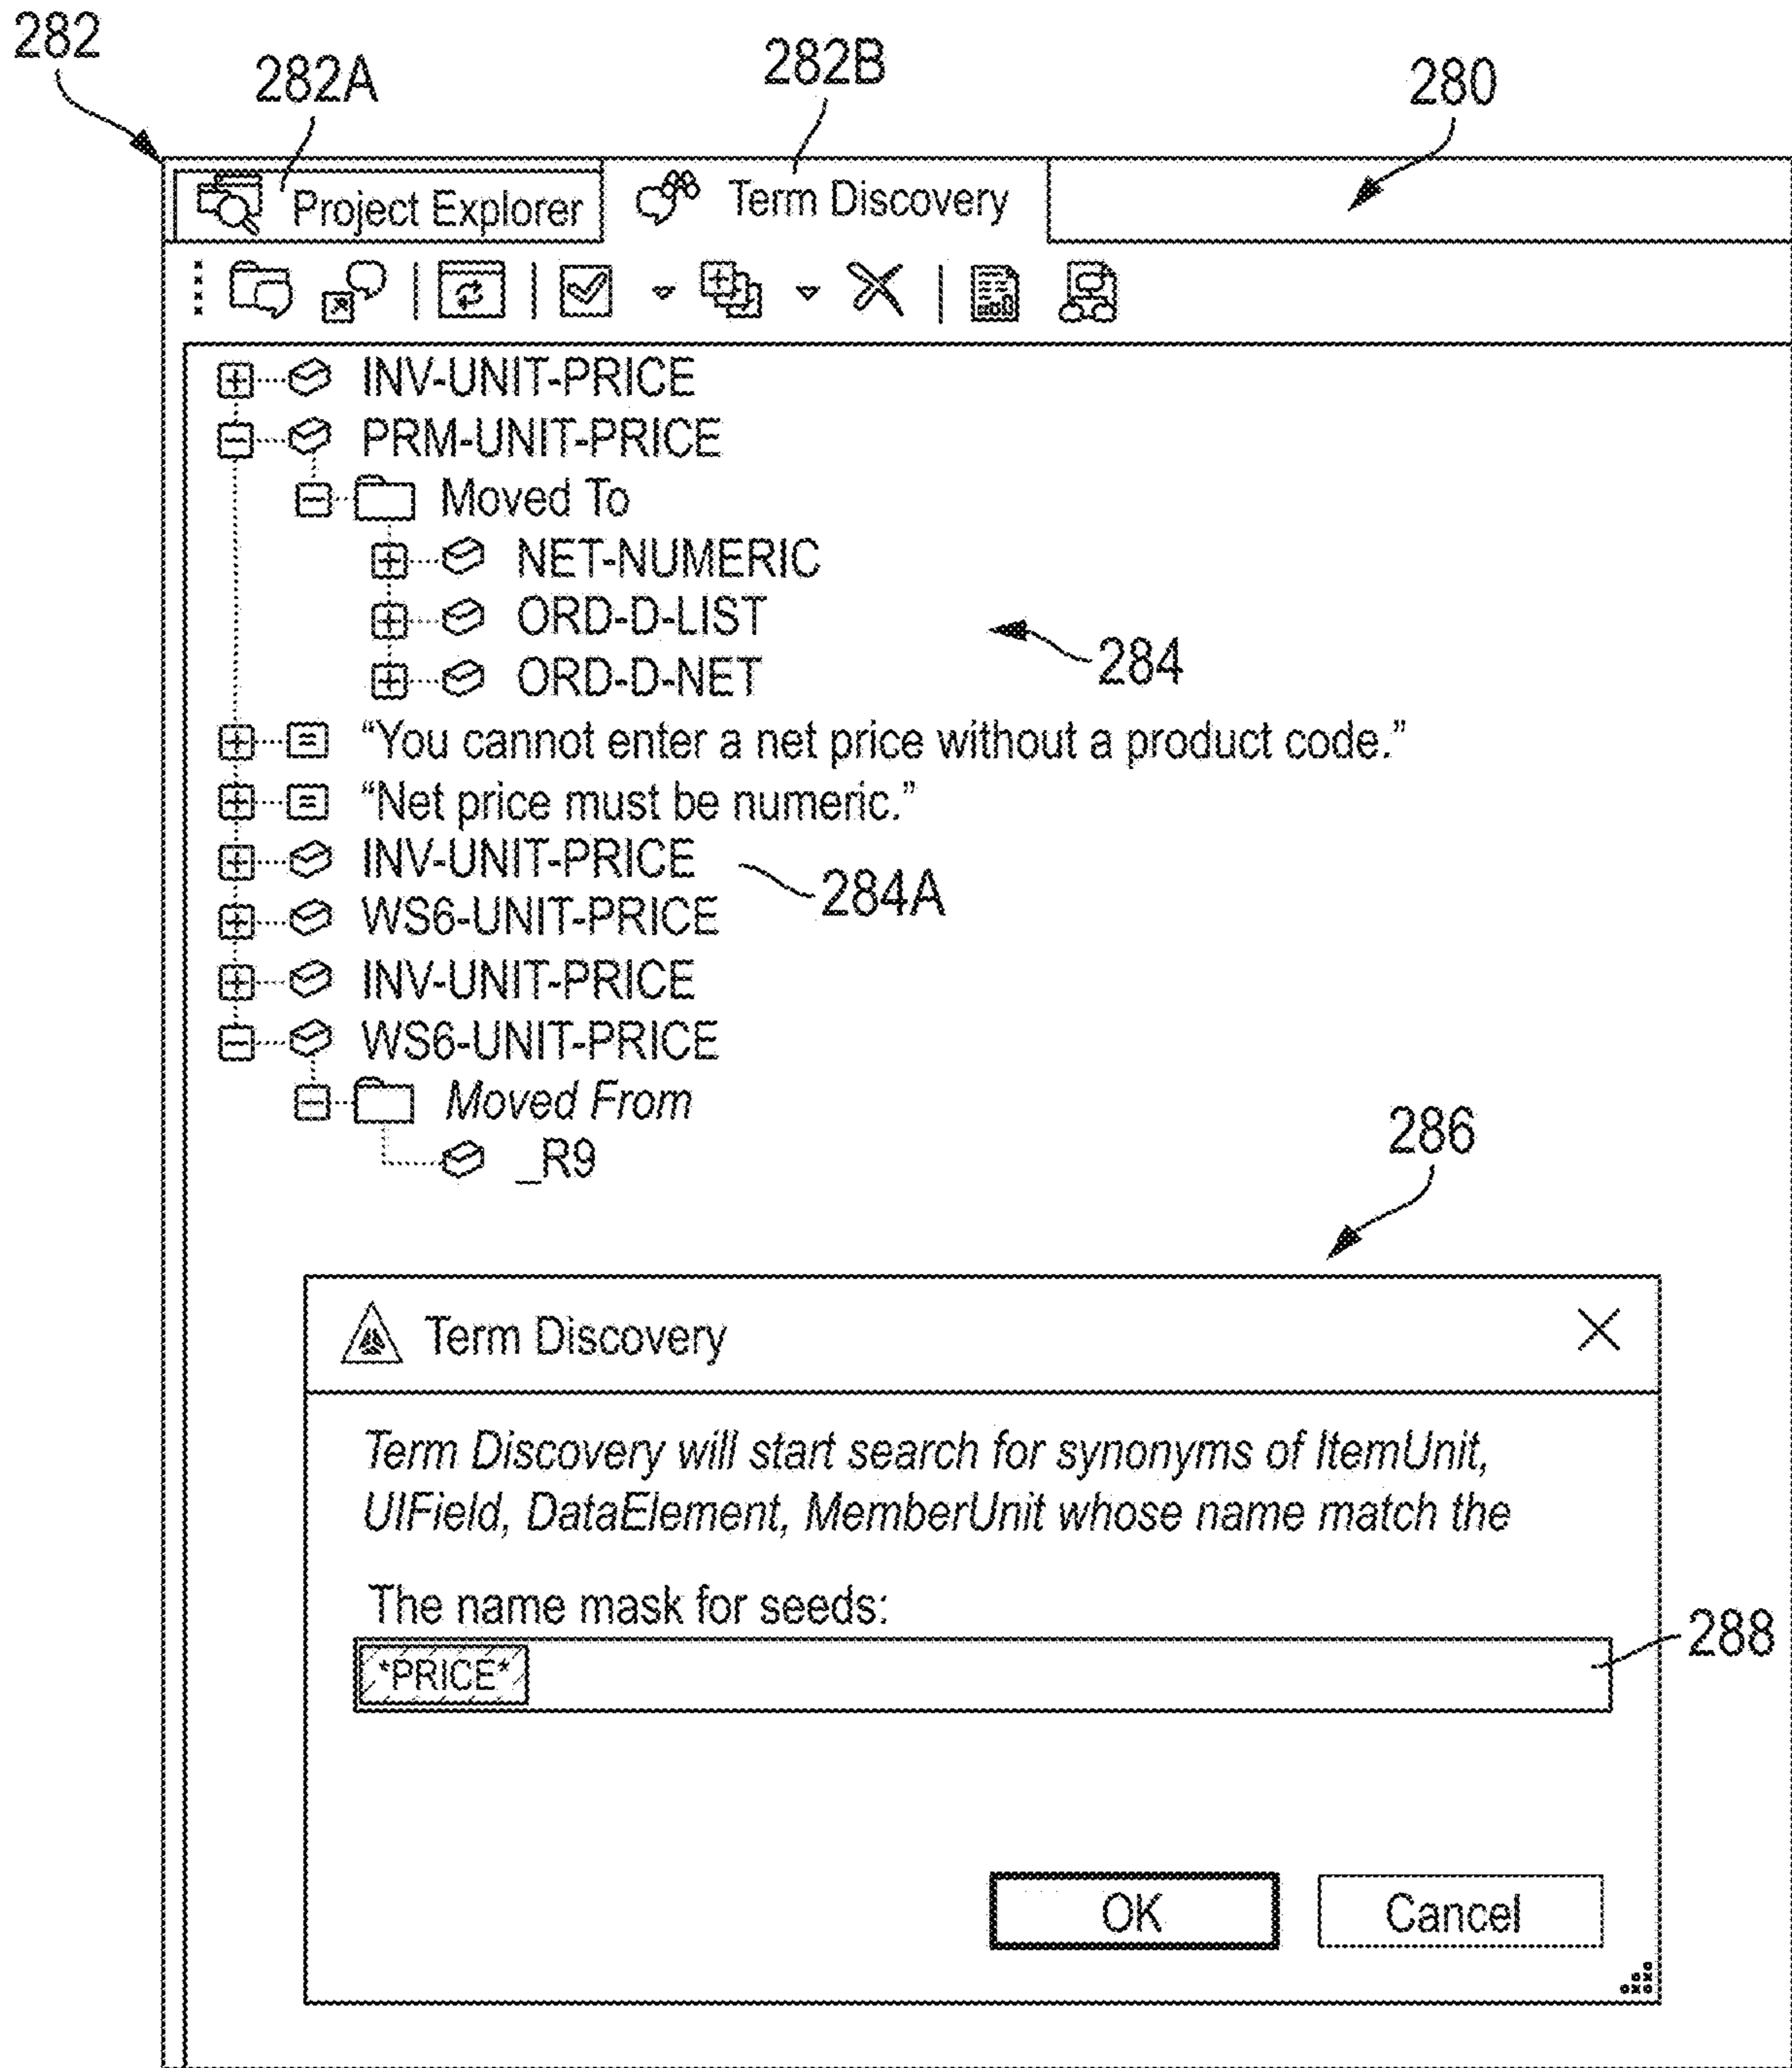 282
282A
282B
280
Project Explorer
Term Discovery
INV-UNIT-PRICE
PRM-UNIT-PRICE
Moved To
NET-NUMERIC
ORD-D-LIST
284
ORD-D-NET
“You cannot enter a net price without a product code.”
“Net price must be numeric.”
INV-UNIT-PRICE
284A
WS6-UNIT-PRICE
INV-UNIT-PRICE
WS6-UNIT-PRICE
Moved From
_R9
286
Term Discovery
Term Discovery will start search for synonyms of ItemUnit,
UIField, DataElement, MemberUnit whose name match the
The name mask for seeds:
288
*PRICE*
OK
Cancel